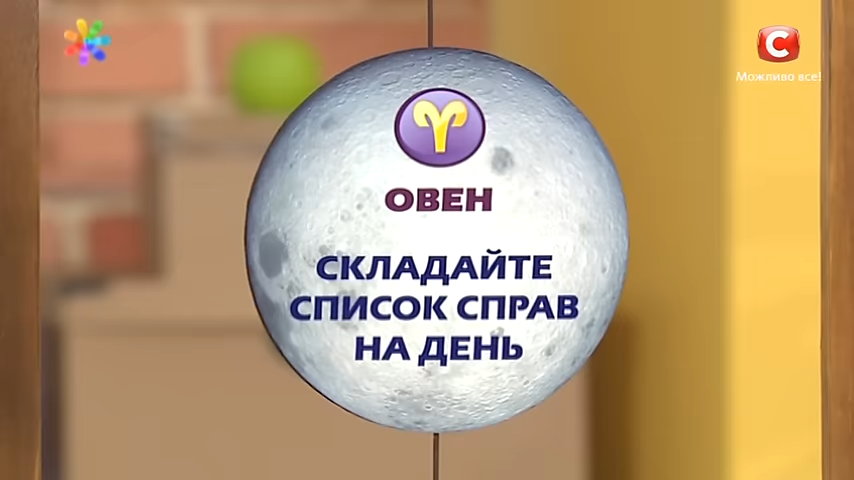 С
Можливо все!
ОВЕН
СКЛАДАЙТЕ
СПИСОК СПРАВ
НА ДЕНЬ